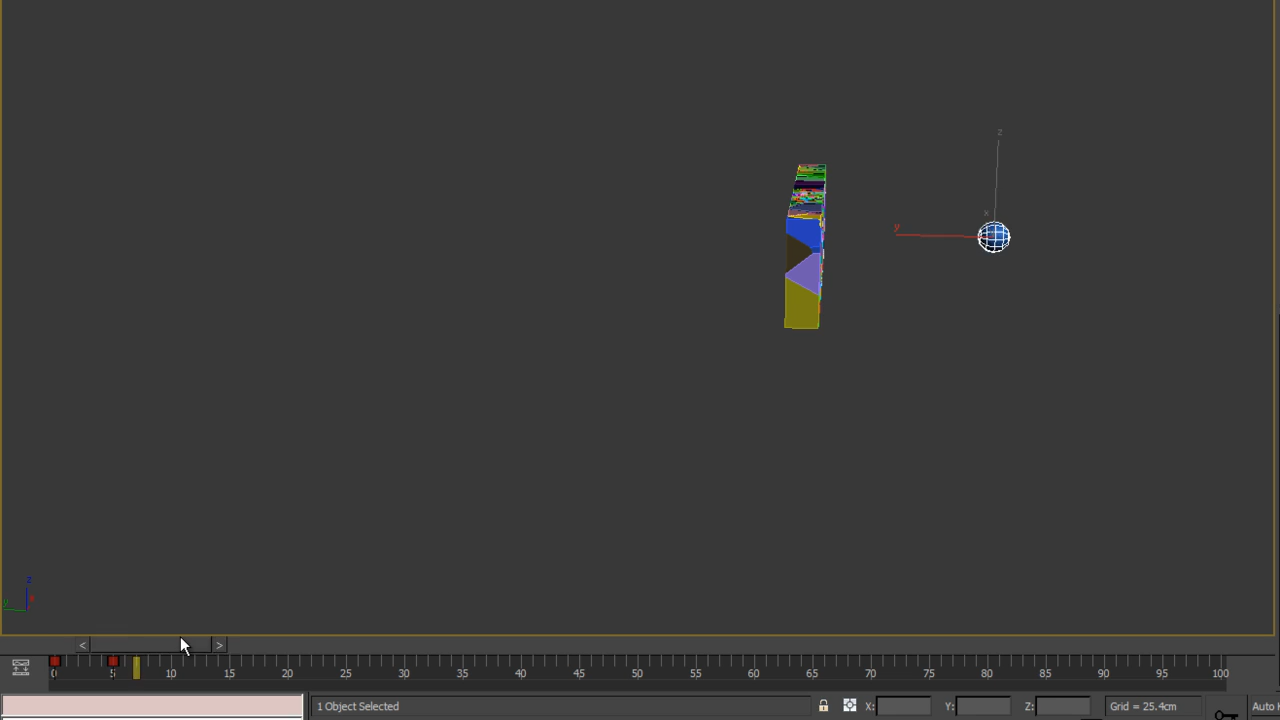 z
x
y
z
y x
< >
0 5 10 15 20 25 30 35 40 45 50 55 60 65 70 75 80 85 90 95 100
1 Object Selected X: Y: Z: Grid = 25.4cm Auto